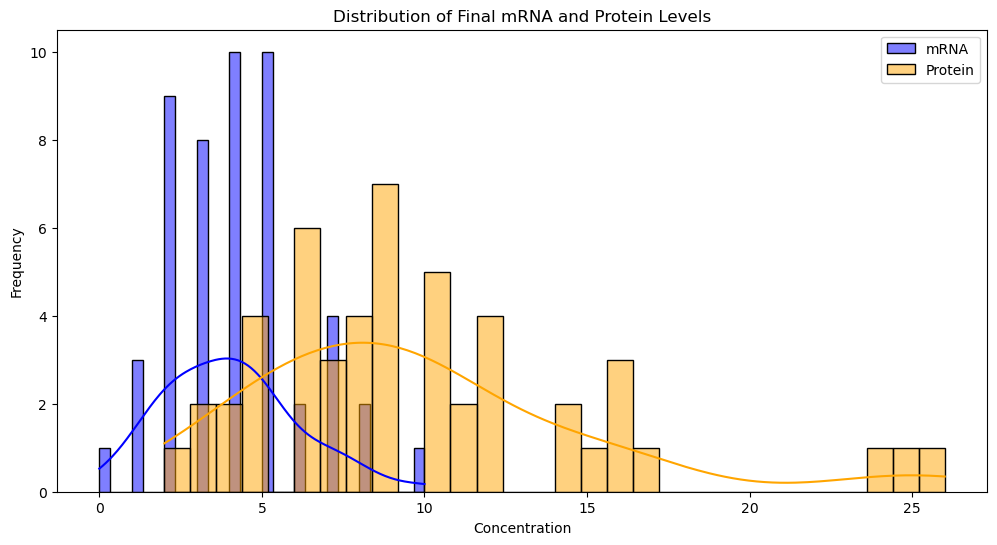 Distribution of Final mRNA and Protein Levels
mRNA
Protein
Frequency
10
8
6
4
2
0
0 5 10 15 20 25
Concentration